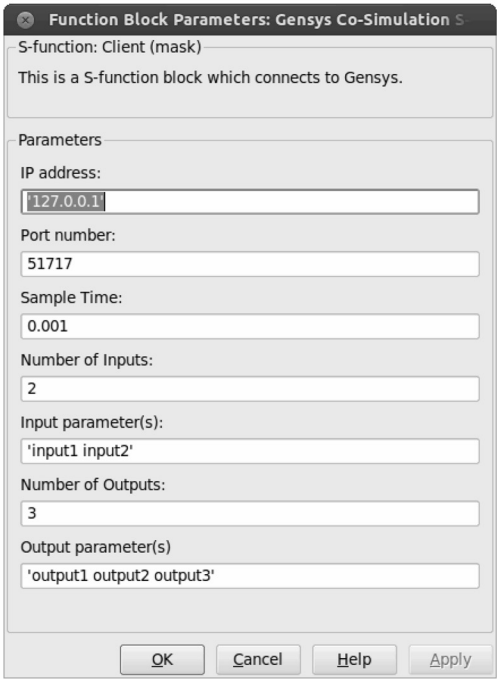 Function Block Parameters: Gensys Co-Simulation S-
S-function: Client (mask)
This is a S-function block which connects to Gensys.
Parameters
IP address:
'127.0.0.1'
Port number:
51717
Sample Time:
0.001
Number of Inputs:
2
Input parameter(s):
'input1 input2'
Number of Outputs:
3
Output parameter(s)
'output1 output2 output3'
OK Cancel Help Apply